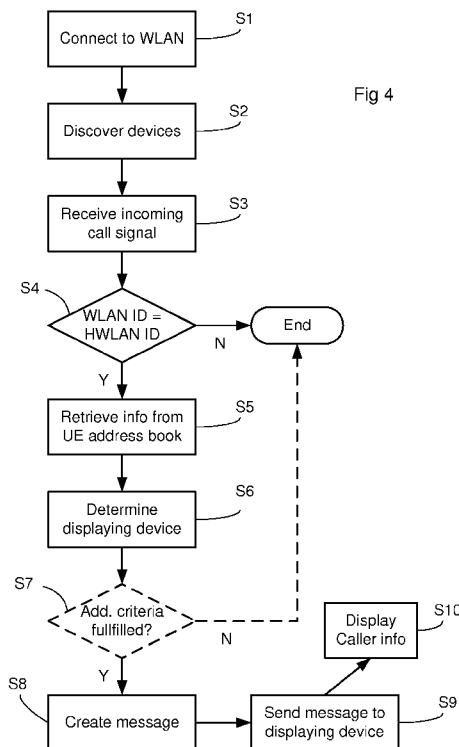 S1
Connect to WLAN
Fig 4
S2
Discover devices
S3
Receive incoming
call signal
S4
WLAN ID =
HWLAN ID
End
N
Y
S5
Retrieve info from
UE address book
S6
Determine
displaying device
S7
Add. criteria
fullfilled?
N
S10
Display
Caller info
Y
S8
Create message
Send message to
displaying device
S9